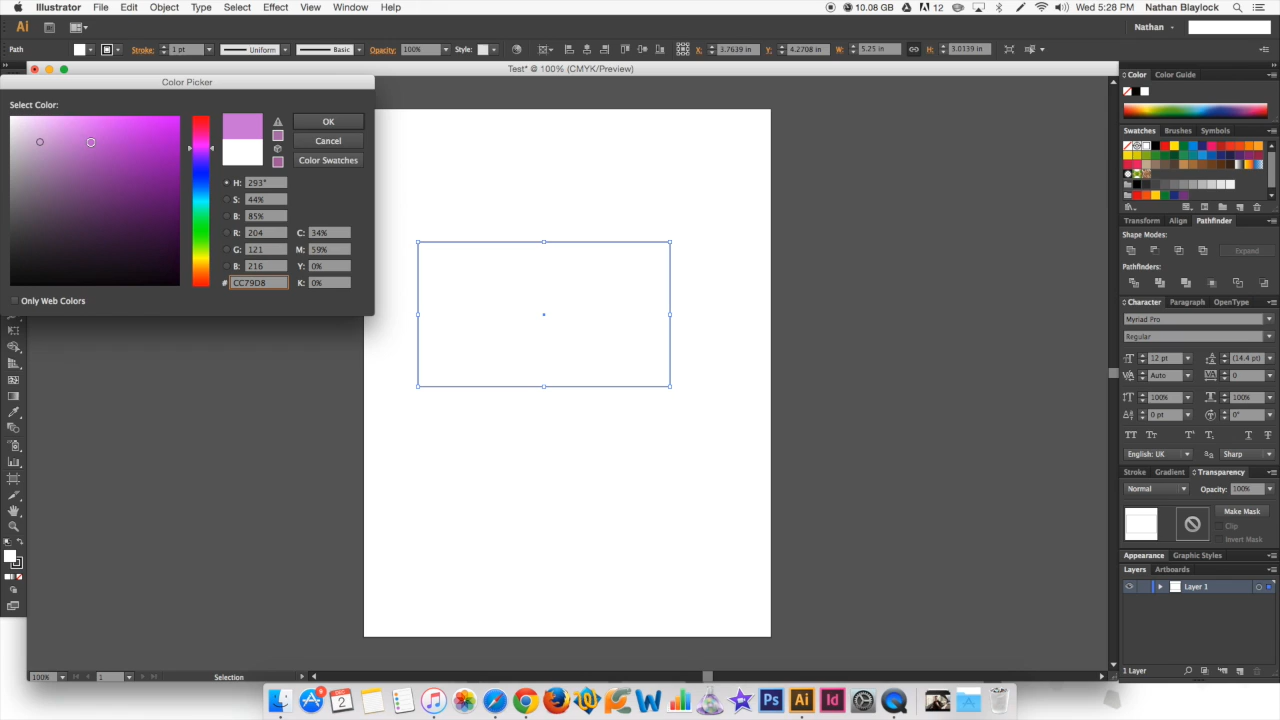 Illustrator File Edit Object Type Select Effect View Window Help
10.08 GB 12 Wed 5:28 PM Nathan Blaylock
Ai Nathan
Path Stroke: 1 pt Uniform Basic Opacity: 100% Style: X: 3.7639 in Y: 4.2708 in W: 5.25 in H: 3.0139 in
Test* @ 100% (CMYK/Preview)
Color Picker
Select Color:
OK
Cancel
Color Swatches
H: 293°
S: 44%
B: 85%
R: 204 C: 34%
G: 121 M: 59%
B: 216 Y: 0%
# CC79D8 K: 0%
Only Web Colors
Color Color Guide
Swatches Brushes Symbols
Transform Align Pathfinder
Shape Modes:
Expand
Pathfinders:
Character Paragraph OpenType
Myriad Pro
Regular
12 pt (14.4 pt)
Auto 0
100% 100%
0 pt 0°
English: UK Sharp
Stroke Gradient Transparency
Normal Opacity: 100%
Make Mask
Clip
Invert Mask
Appearance Graphic Styles
Layers Artboards
Layer 1
1 Layer
100% 1 Selection
2
W Ps Ai Id